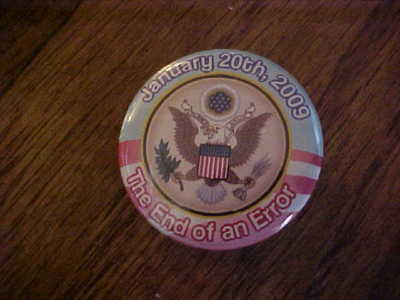 January 20th, 2009
The End of an Error